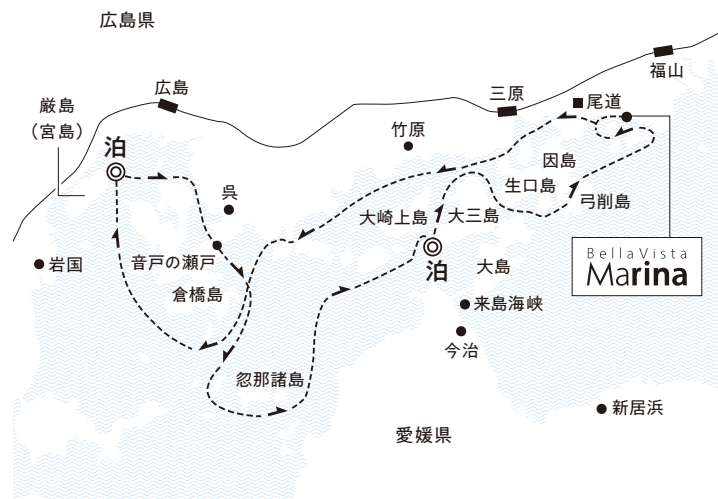 広島県
福山
広島
厳島
（宮島）
三原
尾道
竹原
泊
因島
生口島
呉
弓削島
大崎上島
大三島
音戸の瀬戸
泊
大島
BellaVista
Marina
岩国
倉橋島
来島海峡
今治
忽那諸島
新居浜
愛媛県